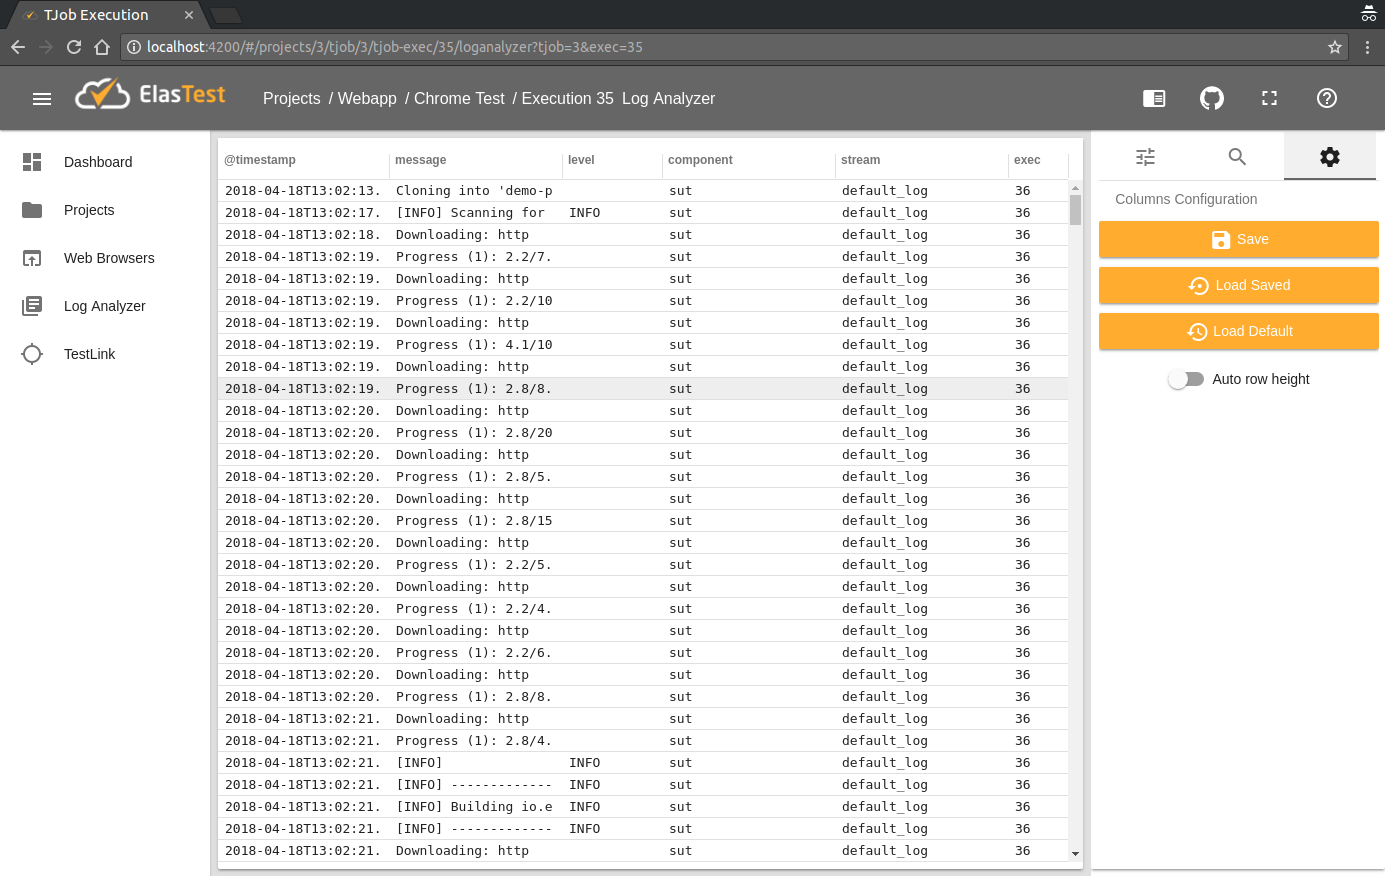 TJob Execution
localhost:4200/#/projects/3/tjob/3/tjob-exec/35/loganalyzer?tjob=3&exec=35
ElasTest
Projects / Webapp / Chrome Test / Execution 35 Log Analyzer
Dashboard
Projects
Web Browsers
Log Analyzer
TestLink
@timestamp message level component stream exec
2018-04-18T13:02:13. Cloning into 'demo-p sut default_log 36
2018-04-18T13:02:17. [INFO] Scanning for INFO sut default_log 36
2018-04-18T13:02:18. Downloading: http sut default_log 36
2018-04-18T13:02:19. Progress (1): 2.2/7. sut default_log 36
2018-04-18T13:02:19. Downloading: http sut default_log 36
2018-04-18T13:02:19. Progress (1): 2.2/10 sut default_log 36
2018-04-18T13:02:19. Downloading: http sut default_log 36
2018-04-18T13:02:19. Progress (1): 4.1/10 sut default_log 36
2018-04-18T13:02:19. Downloading: http sut default_log 36
2018-04-18T13:02:19. Progress (1): 2.8/8. sut default_log 36
2018-04-18T13:02:20. Downloading: http sut default_log 36
2018-04-18T13:02:20. Progress (1): 2.8/20 sut default_log 36
2018-04-18T13:02:20. Downloading: http sut default_log 36
2018-04-18T13:02:20. Progress (1): 2.8/5. sut default_log 36
2018-04-18T13:02:20. Downloading: http sut default_log 36
2018-04-18T13:02:20. Progress (1): 2.8/15 sut default_log 36
2018-04-18T13:02:20. Downloading: http sut default_log 36
2018-04-18T13:02:20. Progress (1): 2.2/5. sut default_log 36
2018-04-18T13:02:20. Downloading: http sut default_log 36
2018-04-18T13:02:20. Progress (1): 2.2/4. sut default_log 36
2018-04-18T13:02:20. Downloading: http sut default_log 36
2018-04-18T13:02:20. Progress (1): 2.2/6. sut default_log 36
2018-04-18T13:02:20. Downloading: http sut default_log 36
2018-04-18T13:02:20. Progress (1): 2.8/8. sut default_log 36
2018-04-18T13:02:21. Downloading: http sut default_log 36
2018-04-18T13:02:21. Progress (1): 2.8/4. sut default_log 36
2018-04-18T13:02:21. [INFO] INFO sut default_log 36
2018-04-18T13:02:21. [INFO] ------------- INFO sut default_log 36
2018-04-18T13:02:21. [INFO] Building io.e INFO sut default_log 36
2018-04-18T13:02:21. [INFO] ------------- INFO sut default_log 36
2018-04-18T13:02:21. Downloading: http sut default_log 36
Columns Configuration
Save
Load Saved
Load Default
Auto row height